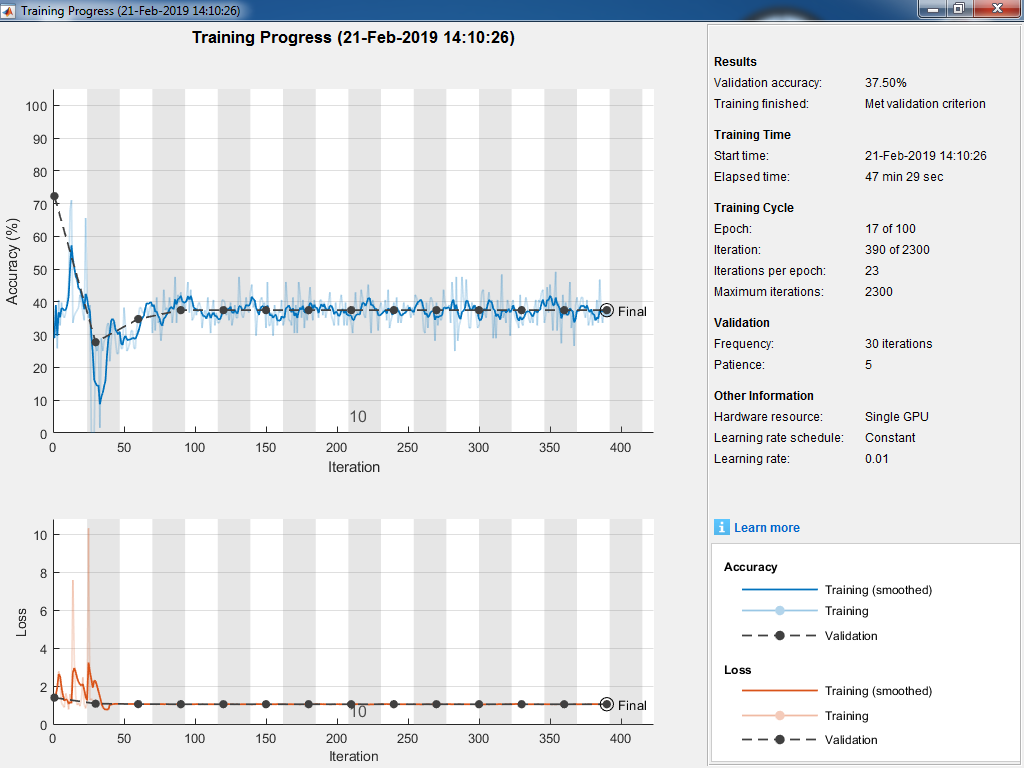 Training Progress (21-Feb-2019 14:10:26)
Training Progress (21-Feb-2019 14:10:26)
Accuracy (%)
100
90
80
70
60
50
40
30
20
10
0
Final
10
0 50 100 150 200 250 300 350 400
Iteration
Loss
10
8
6
4
2
0
Final
10
0 50 100 150 200 250 300 350 400
Iteration
Results
Validation accuracy: 37.50%
Training finished: Met validation criterion
Training Time
Start time: 21-Feb-2019 14:10:26
Elapsed time: 47 min 29 sec
Training Cycle
Epoch: 17 of 100
Iteration: 390 of 2300
Iterations per epoch: 23
Maximum iterations: 2300
Validation
Frequency: 30 iterations
Patience: 5
Other Information
Hardware resource: Single GPU
Learning rate schedule: Constant
Learning rate: 0.01
i Learn more
Accuracy
Training (smoothed)
Training
Validation
Loss
Training (smoothed)
Training
Validation